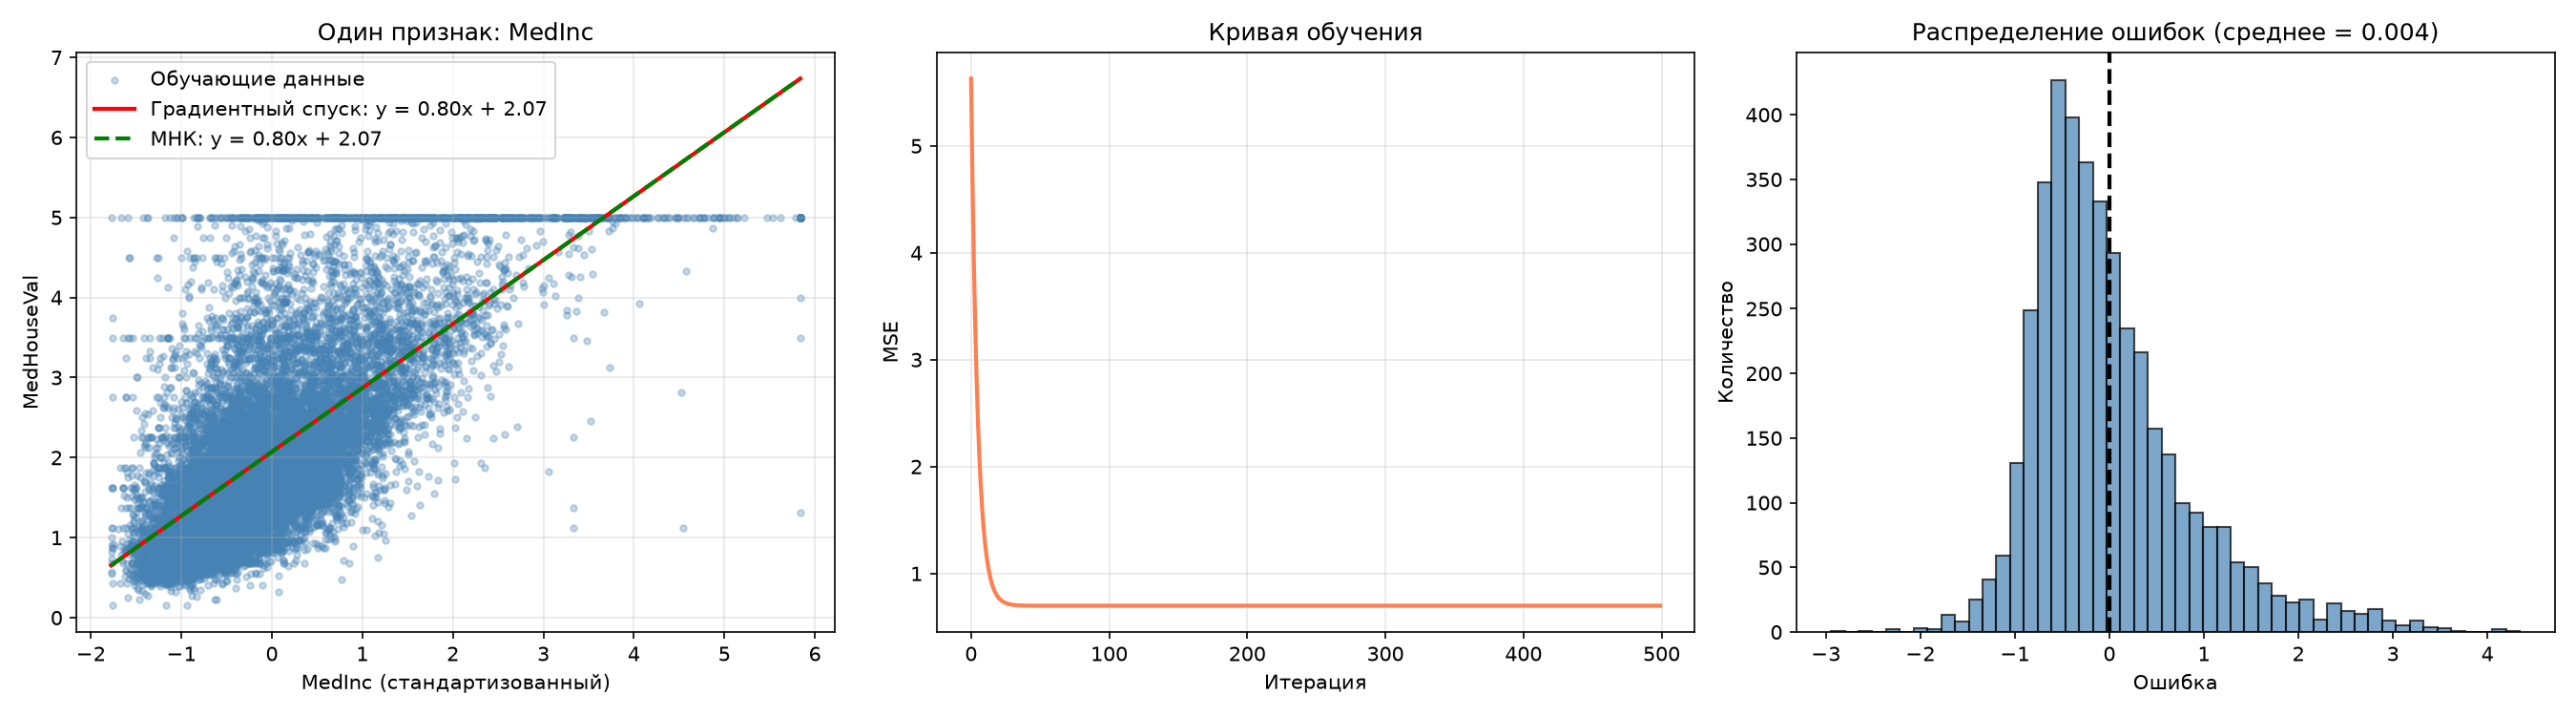 Один признак: MedInc
Обучающие данные
Градиентный спуск: y = 0.80x + 2.07
МНК: y = 0.80x + 2.07
7
6
5
4
3
2
1
0
MedHouseVal
−2 −1 0 1 2 3 4 5 6
MedInc (стандартизованный)
Кривая обучения
5
4
3
2
1
MSE
0 100 200 300 400 500
Итерация
Распределение ошибок (среднее = 0.004)
400
350
300
250
200
150
100
50
0
Количество
−3 −2 −1 0 1 2 3 4
Ошибка